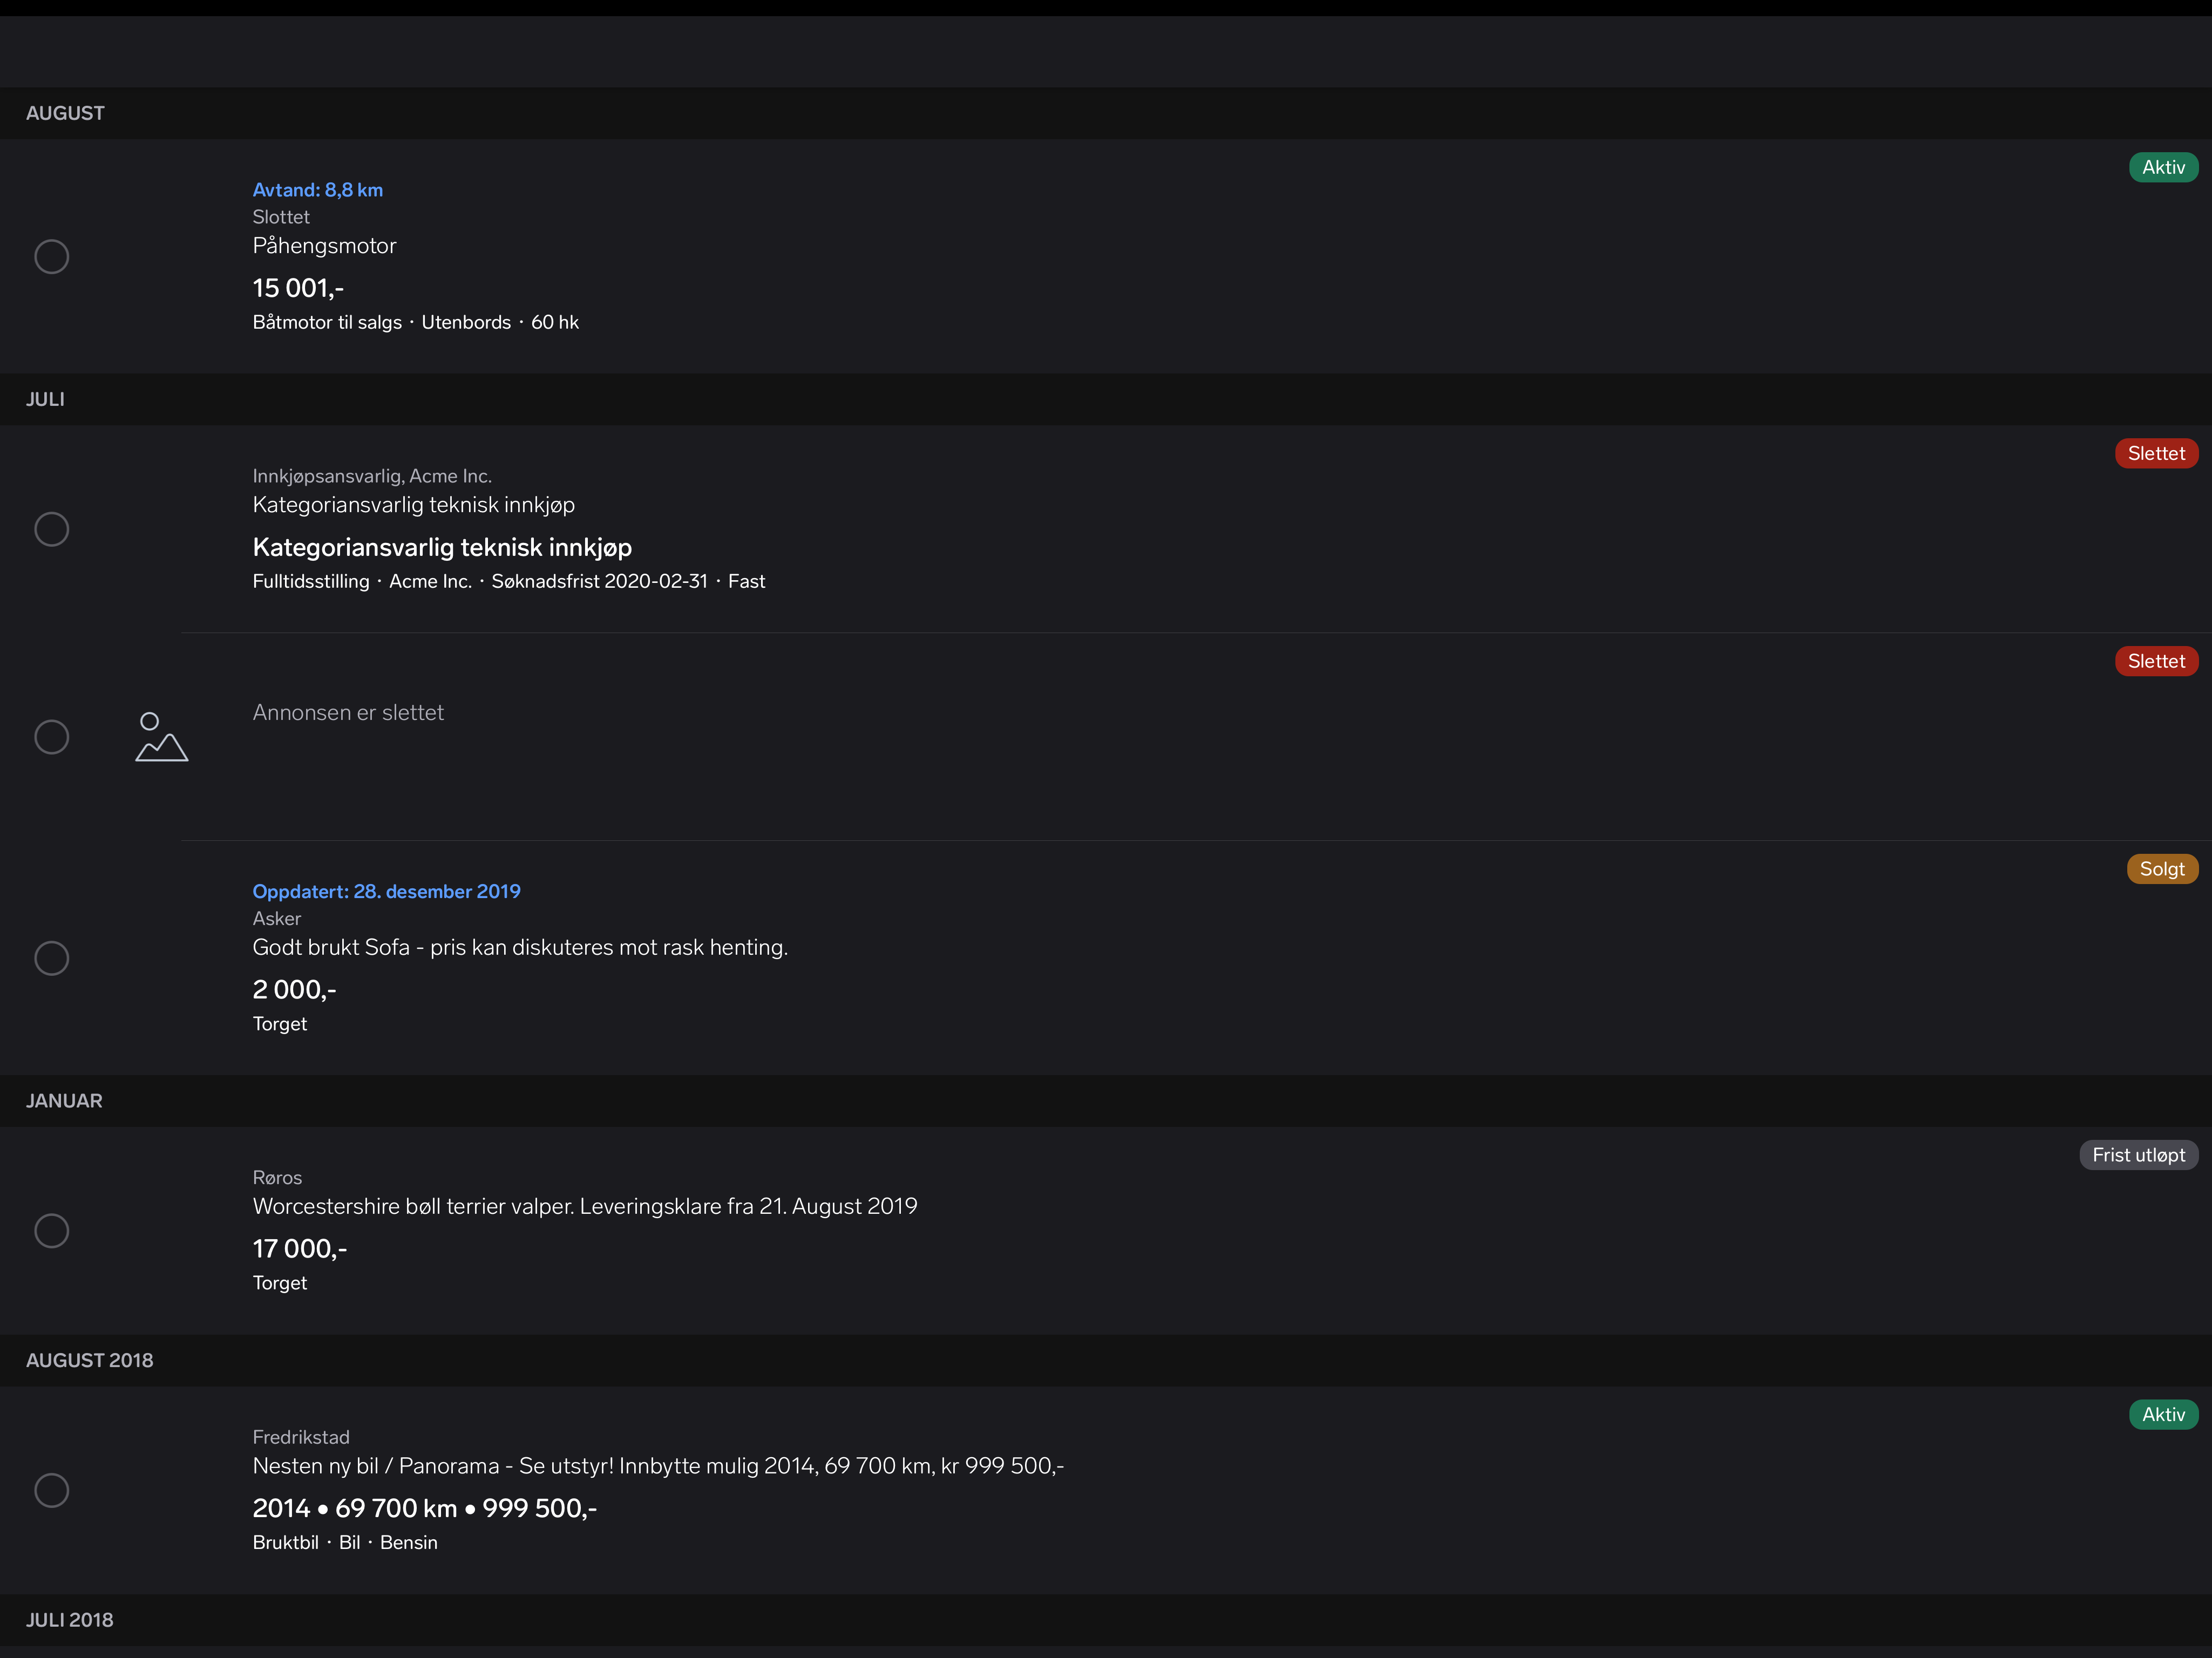 AUGUST
Aktiv
Avtand: 8,8 km
Slottet
Påhengsmotor
15 001,-
Båtmotor til salgs · Utenbords · 60 hk
JULI
Slettet
Innkjøpsansvarlig, Acme Inc.
Kategoriansvarlig teknisk innkjøp
Kategoriansvarlig teknisk innkjøp
Fulltidsstilling · Acme Inc. · Søknadsfrist 2020-02-31 · Fast
Slettet
Annonsen er slettet
Solgt
Oppdatert: 28. desember 2019
Asker
Godt brukt Sofa - pris kan diskuteres mot rask henting.
2 000,-
Torget
JANUAR
Frist utløpt
Røros
Worcestershire bøll terrier valper. Leveringsklare fra 21. August 2019
17 000,-
Torget
AUGUST 2018
Aktiv
Fredrikstad
Nesten ny bil / Panorama - Se utstyr! Innbytte mulig 2014, 69 700 km, kr 999 500,-
2014 • 69 700 km • 999 500,-
Bruktbil · Bil · Bensin
JULI 2018